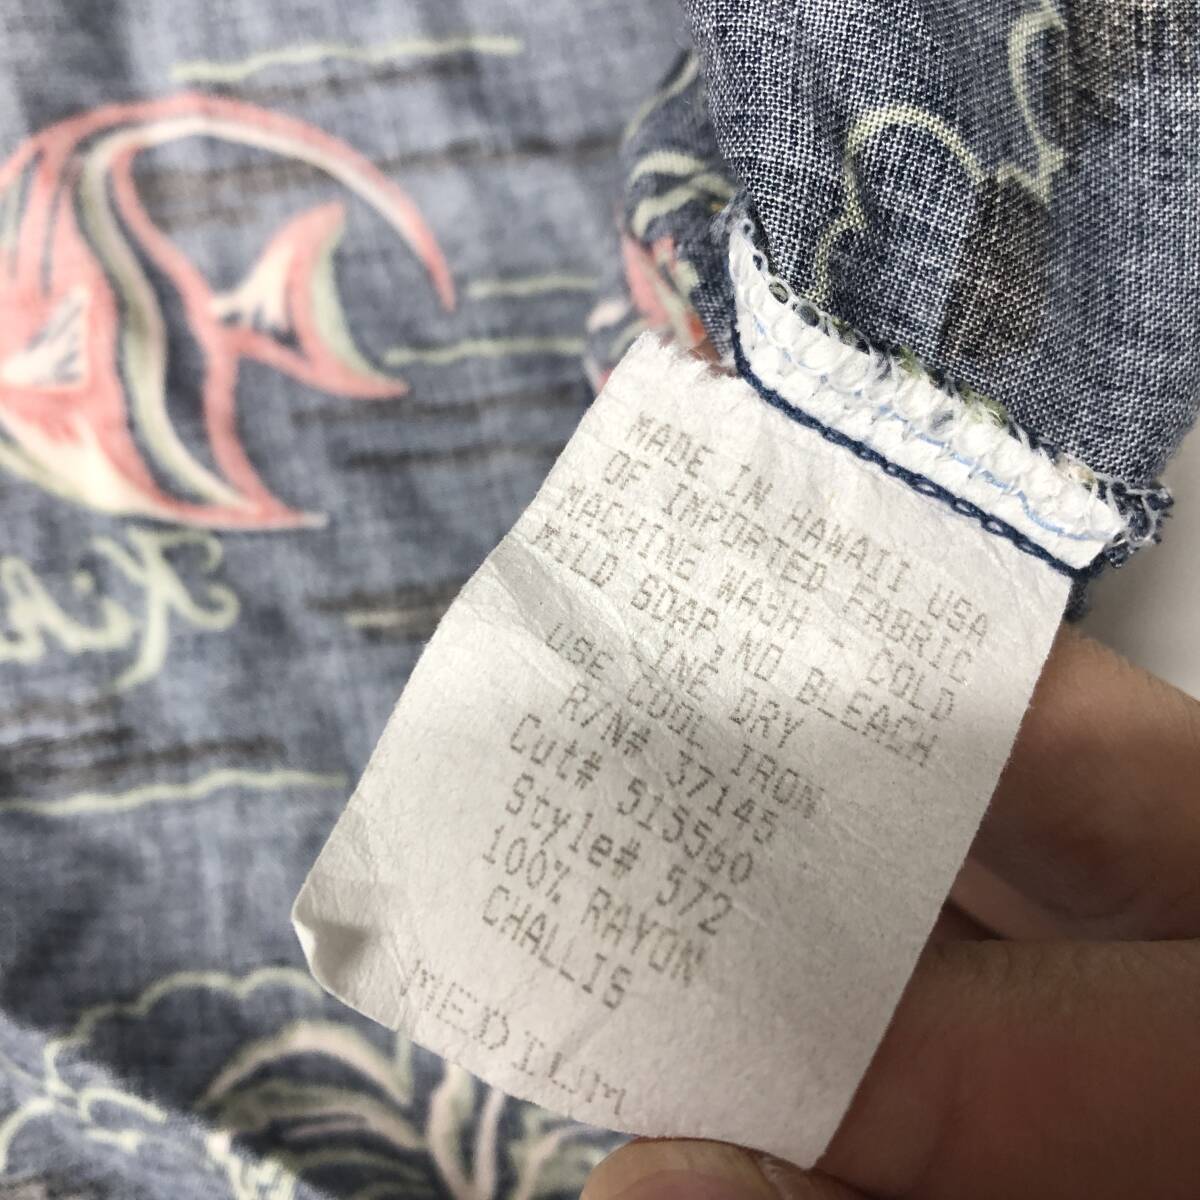 MADE IN HAWAII USA
OF IMPORTED FABRIC
MACHINE WASH - COLD
MILD SOAP. NO BLEACH
LINE DRY
USE COOL IRON
R/N# 37145
Cut# 515560
Style# 572
100% RAYON
CHALLIS
MEDIUM